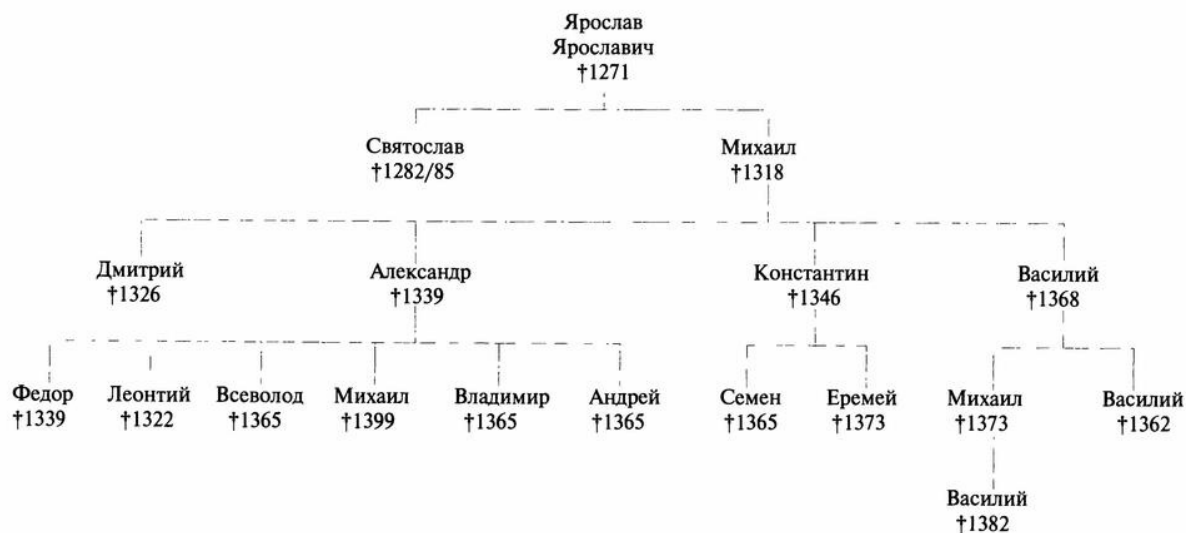 Ярослав
Ярославич
†1271
Святослав
†1282/85
Михаил
†1318
Дмитрий
†1326
Александр
†1339
Константин
†1346
Василий
†1368
Федор
†1339
Леонтий
†1322
Всеволод
†1365
Михаил
†1399
Владимир
†1365
Андрей
†1365
Семен
†1365
Еремей
†1373
Михаил
†1373
Василий
†1362
Василий
†1382